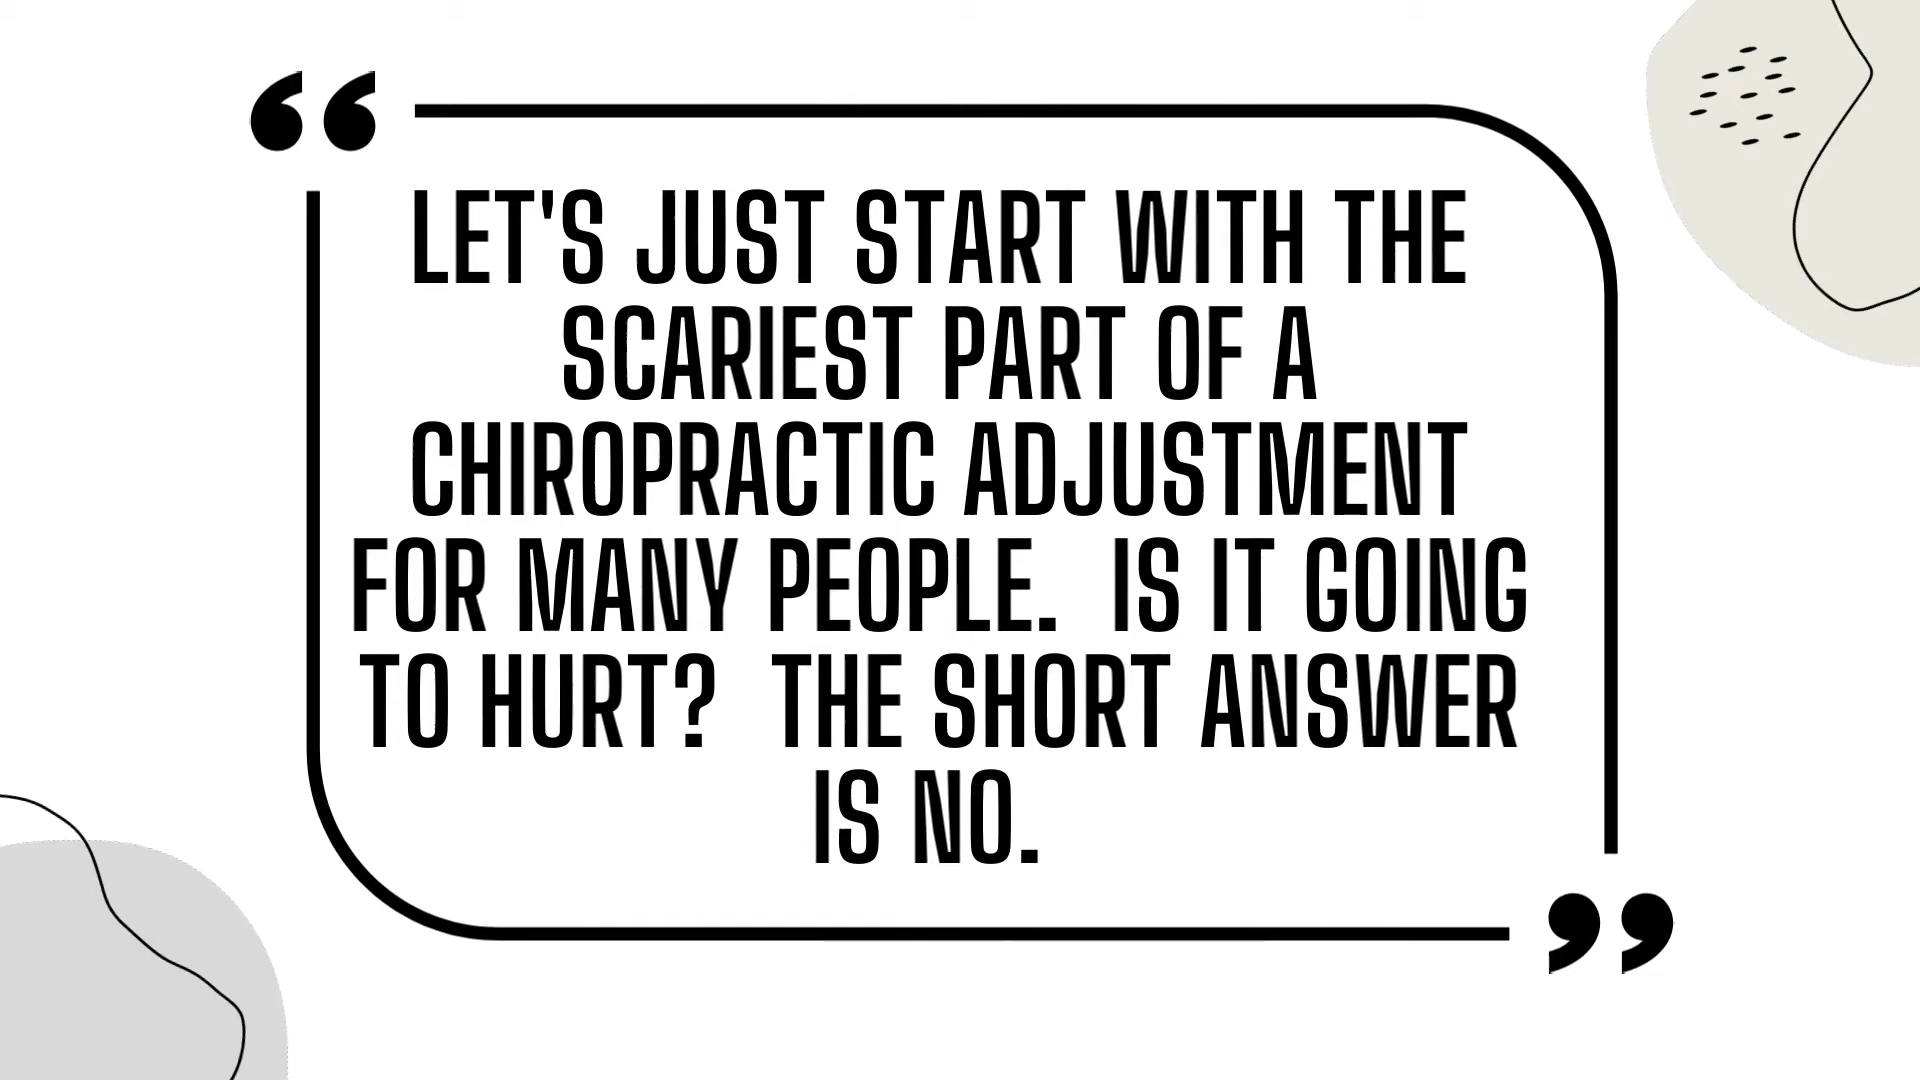 LET'S JUST START WITH THE
SCARIEST PART OF A
CHIROPRACTIC ADJUSTMENT
FOR MANY PEOPLE.  IS IT GOING
TO HURT?  THE SHORT ANSWER
IS NO.